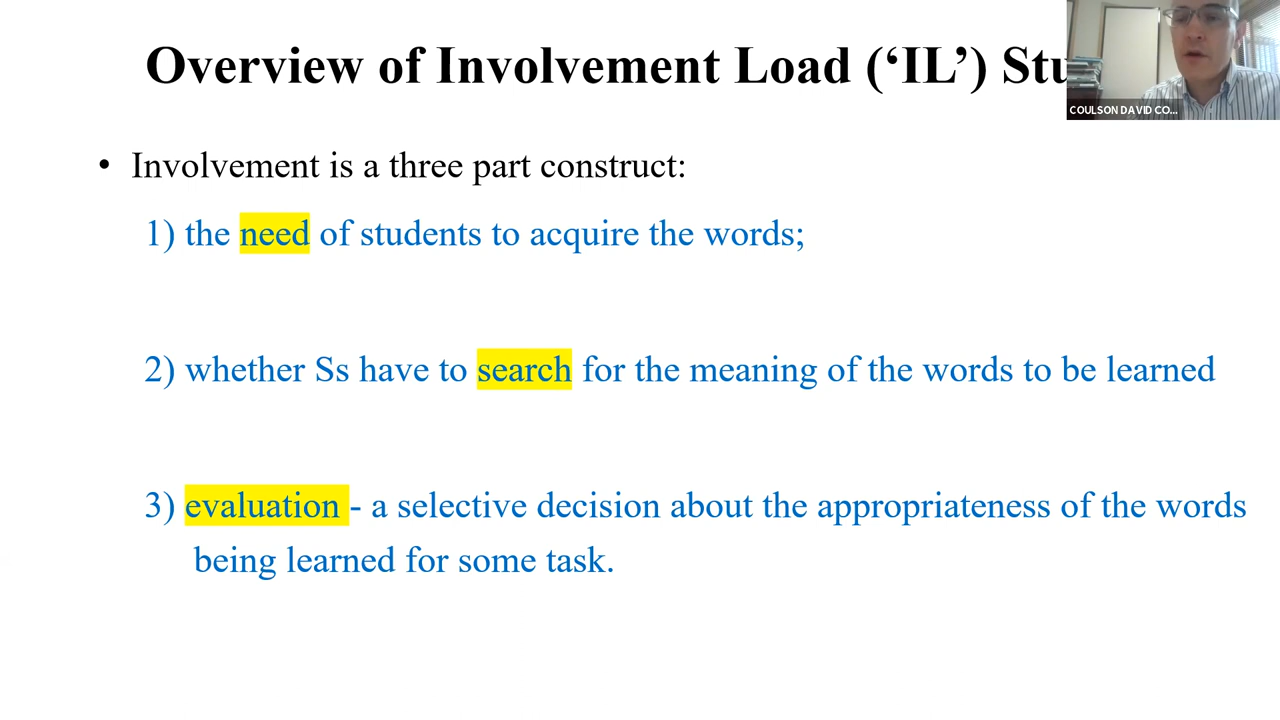 Overview of Involvement Load (‘IL’) Stu
COULSON DAVID CO...
• Involvement is a three part construct:
1) the need of students to acquire the words;
2) whether Ss have to search for the meaning of the words to be learned
3) evaluation - a selective decision about the appropriateness of the words
being learned for some task.